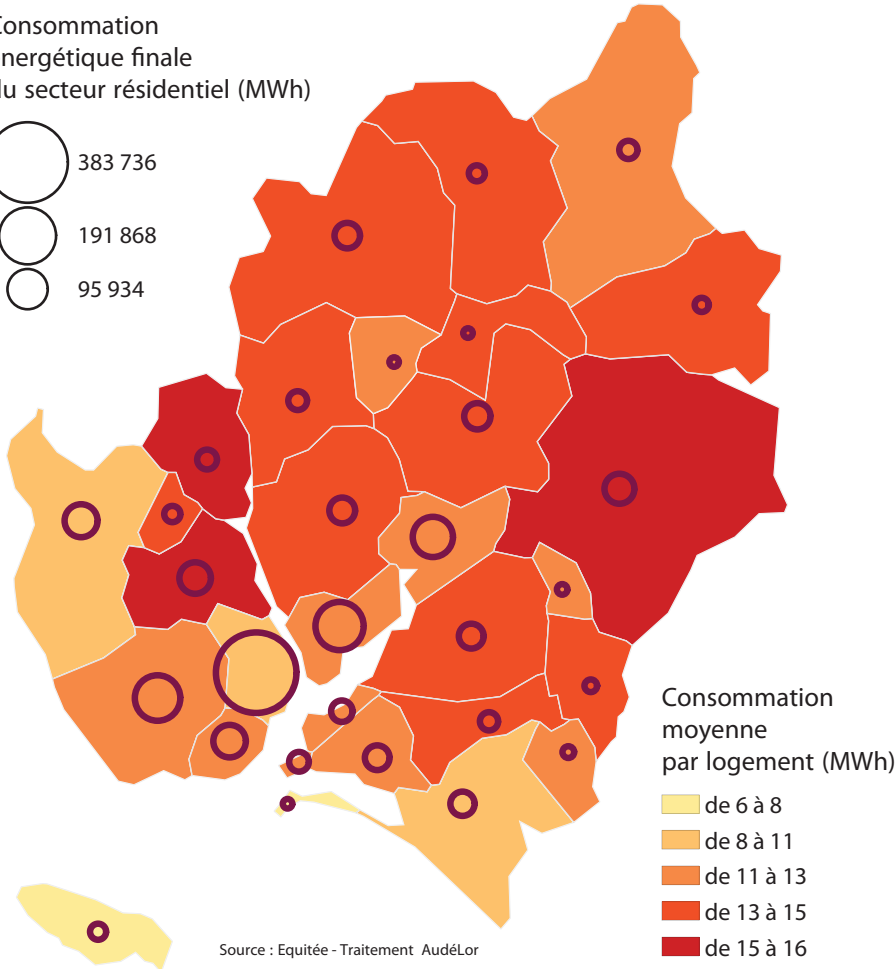 onsommation
nergétique finale
u secteur résidentiel (MWh)
383 736
191 868
95 934
Consommation
moyenne
par logement (MWh)
de 6 à 8
de 8 à 11
de 11 à 13
de 13 à 15
de 15 à 16
Source : Equitée - Traitement AudéLor